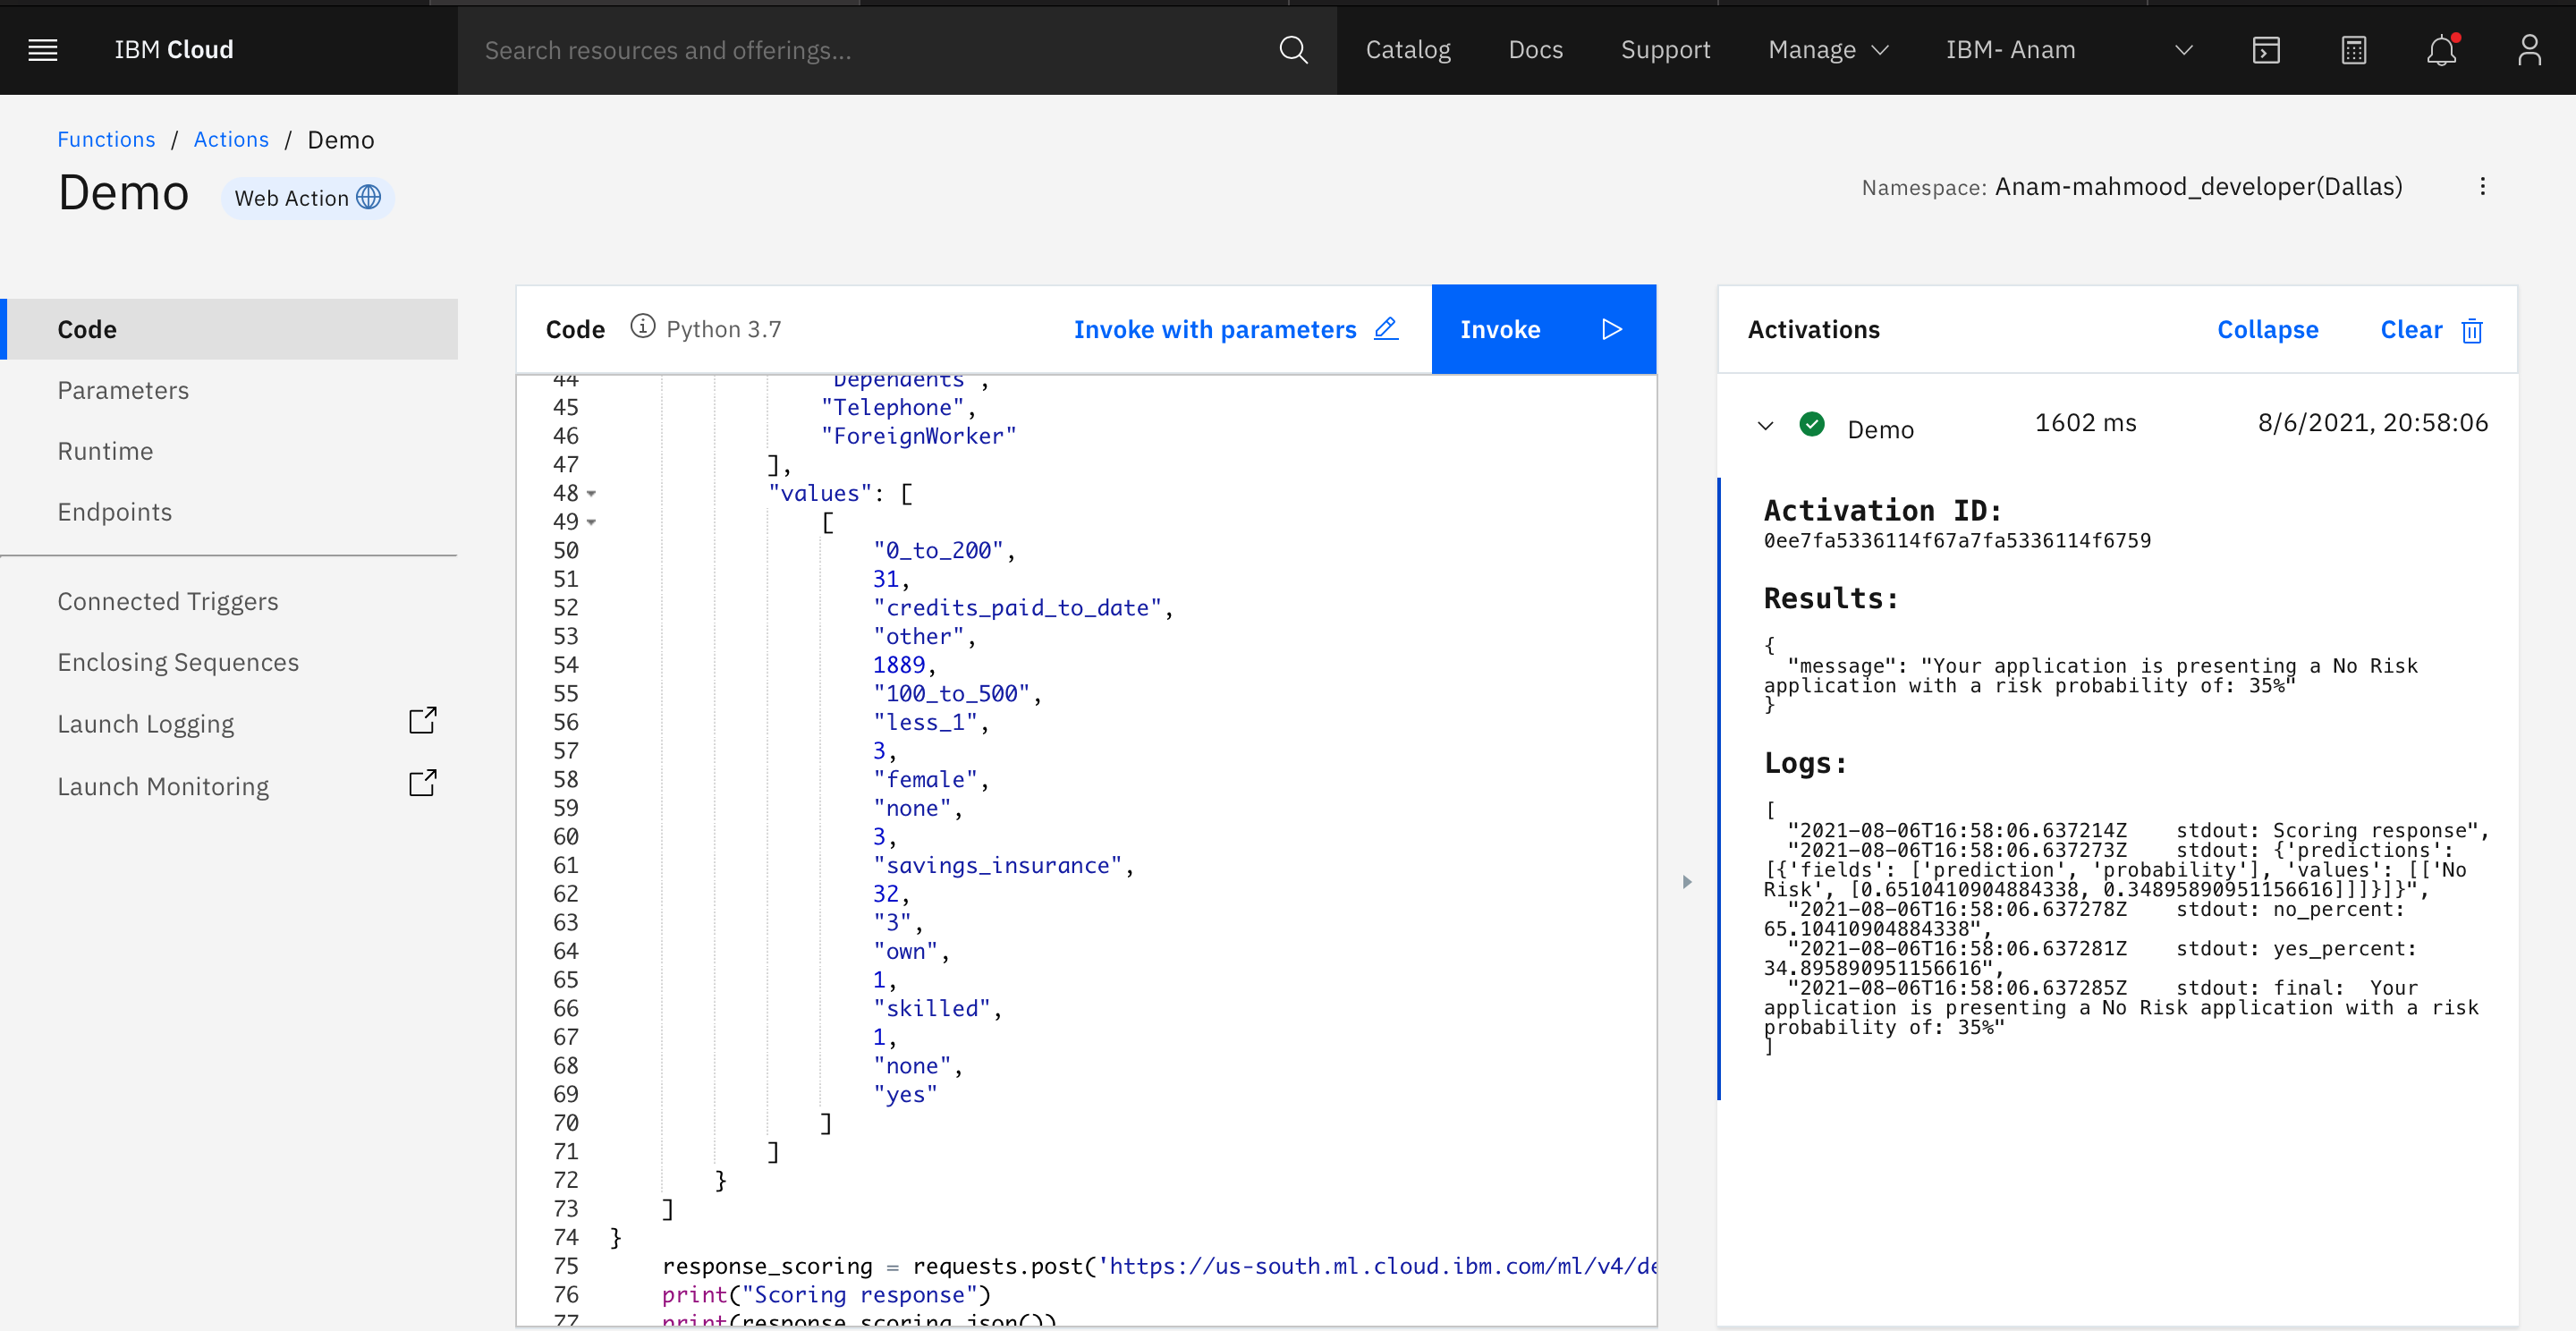 IBM Cloud
Search resources and offerings...
Catalog
Docs
Support
Manage
IBM- Anam
Functions / Actions / Demo
Demo
Web Action
Namespace: Anam-mahmood_developer(Dallas)
Code
Parameters
Runtime
Endpoints
Connected Triggers
Enclosing Sequences
Launch Logging
Launch Monitoring
Code
Python 3.7
Invoke with parameters
Invoke
44 "Dependents",
45 "Telephone",
46 "ForeignWorker"
47 ],
48 "values": [
49 [
50 "0_to_200",
51 31,
52 "credits_paid_to_date",
53 "other",
54 1889,
55 "100_to_500",
56 "less_1",
57 3,
58 "female",
59 "none",
60 3,
61 "savings_insurance",
62 32,
63 "3",
64 "own",
65 1,
66 "skilled",
67 1,
68 "none",
69 "yes"
70 ]
71 ]
72 }
73 ]
74 }
75 response_scoring = requests.post('https://us-south.ml.cloud.ibm.com/ml/v4/de
76 print("Scoring response")
77 print(response_scoring.json())
Activations
Collapse
Clear
Demo
1602 ms
8/6/2021, 20:58:06
Activation ID:
0ee7fa5336114f67a7fa5336114f6759
Results:
{
"message": "Your application is presenting a No Risk
application with a risk probability of: 35%"
}
Logs:
[
"2021-08-06T16:58:06.637214Z stdout: Scoring response",
"2021-08-06T16:58:06.637273Z stdout: {'predictions':
[{'fields': ['prediction', 'probability'], 'values': [['No
Risk', [0.6510410904884338, 0.34895890951156616]]]}]}",
"2021-08-06T16:58:06.637278Z stdout: no_percent:
65.10410904884338",
"2021-08-06T16:58:06.637281Z stdout: yes_percent:
34.895890951156616",
"2021-08-06T16:58:06.637285Z stdout: final: Your
application is presenting a No Risk application with a risk
probability of: 35%"
]